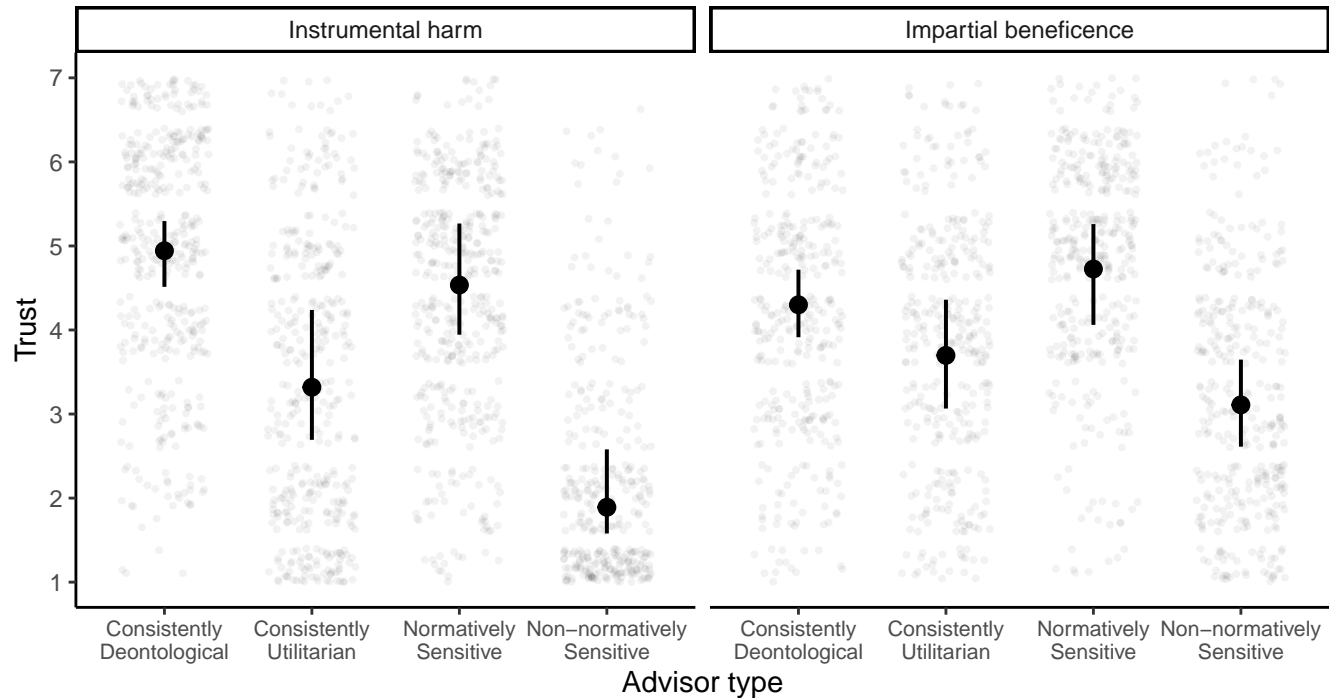 Instrumental harm
Impartial beneficence
Trust
7
6
5
4
3
2
1
Consistently
Deontological
Consistently
Utilitarian
Normatively
Sensitive
Non−normatively
Sensitive
Consistently
Deontological
Consistently
Utilitarian
Normatively
Sensitive
Non−normatively
Sensitive
Advisor type